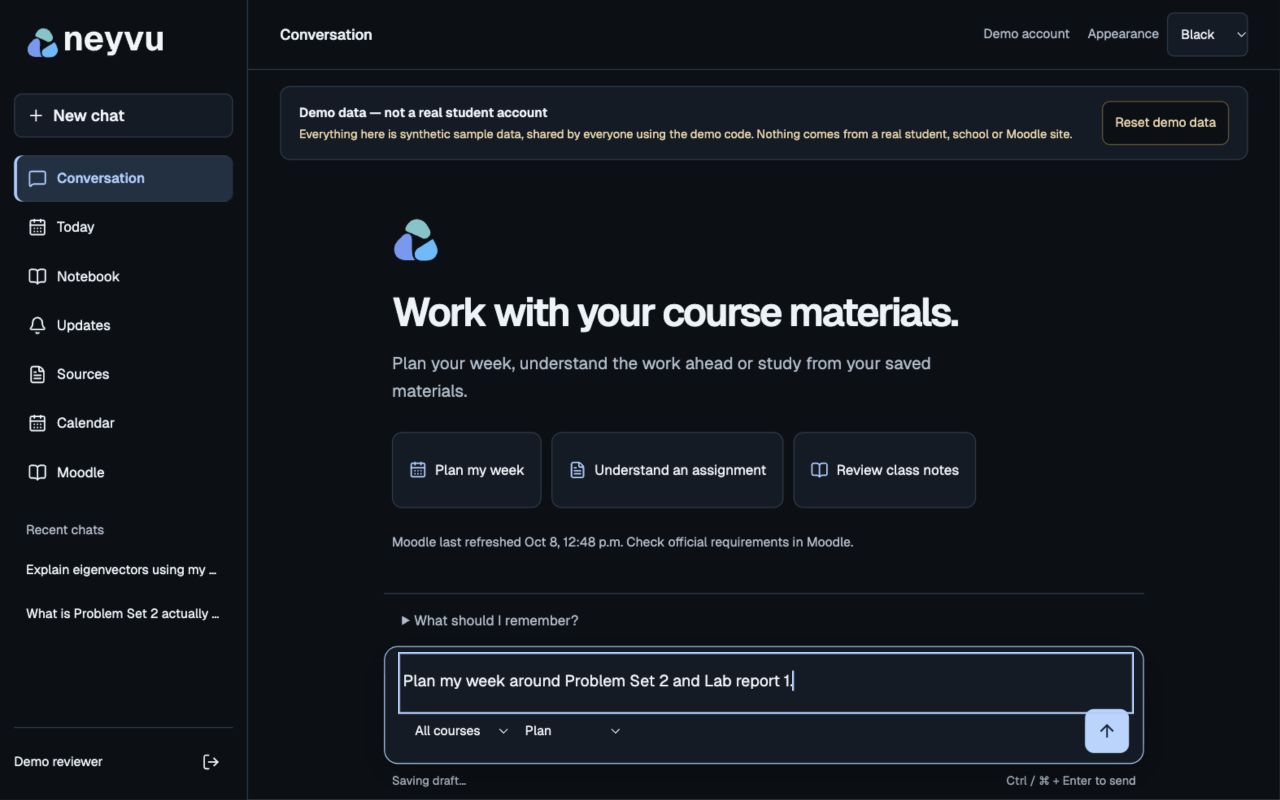 neyvu
New chat
Conversation
Today
Notebook
Updates
Sources
Calendar
Moodle
Recent chats
Explain eigenvectors using my ...
What is Problem Set 2 actually ...
Demo reviewer
Conversation
Demo account
Appearance
Black
Demo data — not a real student account
Everything here is synthetic sample data, shared by everyone using the demo code. Nothing comes from a real student, school or Moodle site.
Reset demo data
Work with your course materials.
Plan your week, understand the work ahead or study from your saved
materials.
Plan my week
Understand an assignment
Review class notes
Moodle last refreshed Oct 8, 12:48 p.m. Check official requirements in Moodle.
What should I remember?
Plan my week around Problem Set 2 and Lab report 1.
All courses
Plan
Saving draft...
Ctrl / ⌘ + Enter to send